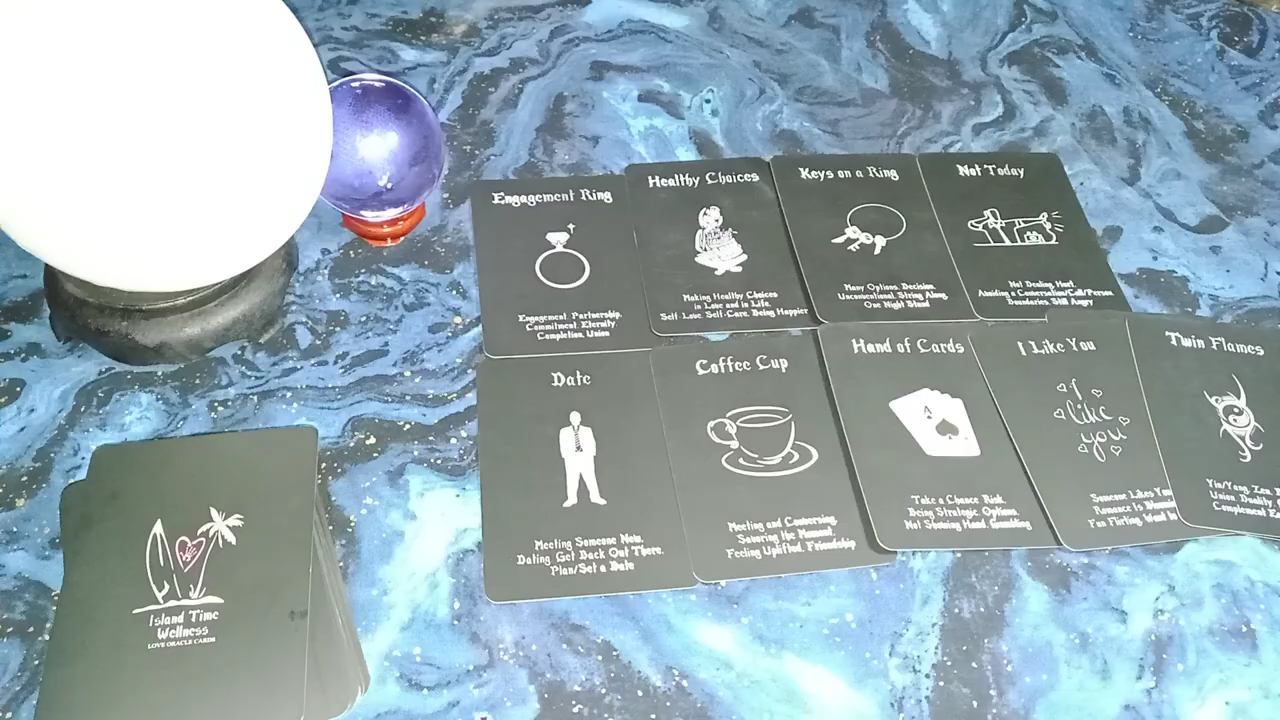 Engagement Ring
Engagement. Partnership.
Commitment. Eternity.
Completion. Union
Healthy Choices
Making Healthy Choices
in Love and in Life.
Self Love. Self-Care. Being Happier
Keys on a Ring
Many Options. Decision.
Unconventional. String Along.
One Night Stand
Not Today
Not Dealing. Hurt.
Avoiding a Conversation/Call/Person
Boundaries. Still Angry
Date
Meeting Someone New.
Dating. Get Back Out There.
Plan/Set a Date
Coffee Cup
Meeting and Conversing.
Savoring the Moment.
Feeling Uplifted. Friendship
Hand of Cards
A
Take a Chance. Risk.
Being Strategic. Options.
Not Showing Hand. Gambling
I Like You
I
like
you
Someone Likes You
Romance Is
Fun Flirting.
Twin Flames
Yin/Yang. Zen
Union. Duality
Complement
Island Time
Wellness
LOVE ORACLE CARDS